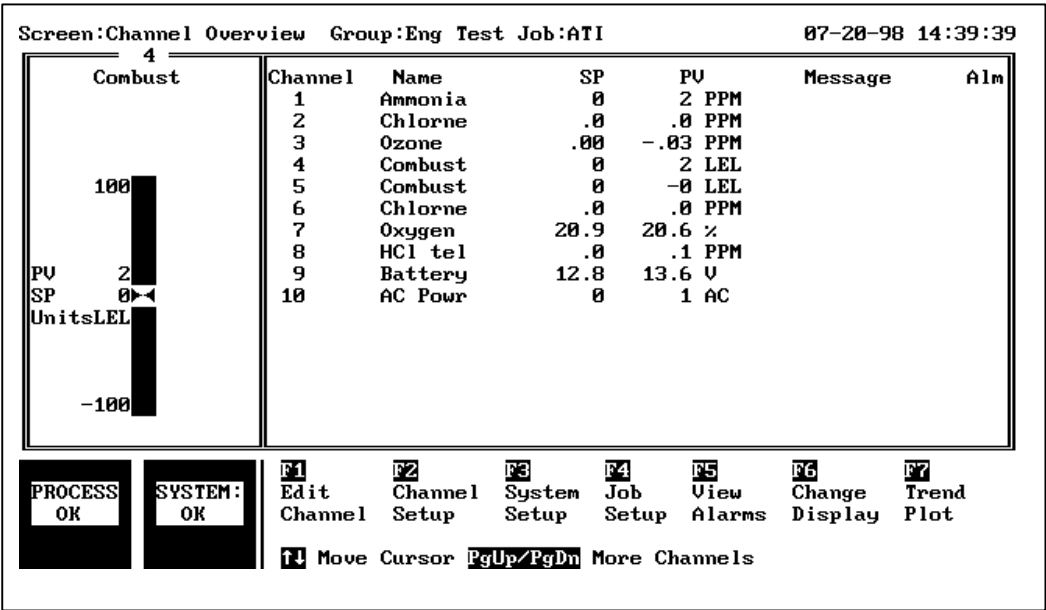 Screen:Channel Overview Group:Eng Test Job:ATI 07-20-98 14:39:39
4
Combust
100
PV 2
SP 0
UnitsLEL
-100
Channel Name SP PV Message Alm
1 Ammonia 0 2 PPM
2 Chlorne .0 .0 PPM
3 Ozone .00 -.03 PPM
4 Combust 0 2 LEL
5 Combust 0 -0 LEL
6 Chlorne .0 .0 PPM
7 Oxygen 20.9 20.6 %
8 HCl tel .0 .1 PPM
9 Battery 12.8 13.6 V
10 AC Powr 0 1 AC
PROCESS OK
SYSTEM: OK
F1 F2 F3 F4 F5 F6 F7
Edit Channel System Job View Change Trend
Channel Setup Setup Setup Alarms Display Plot
↑↓ Move Cursor PgUp/PgDn More Channels